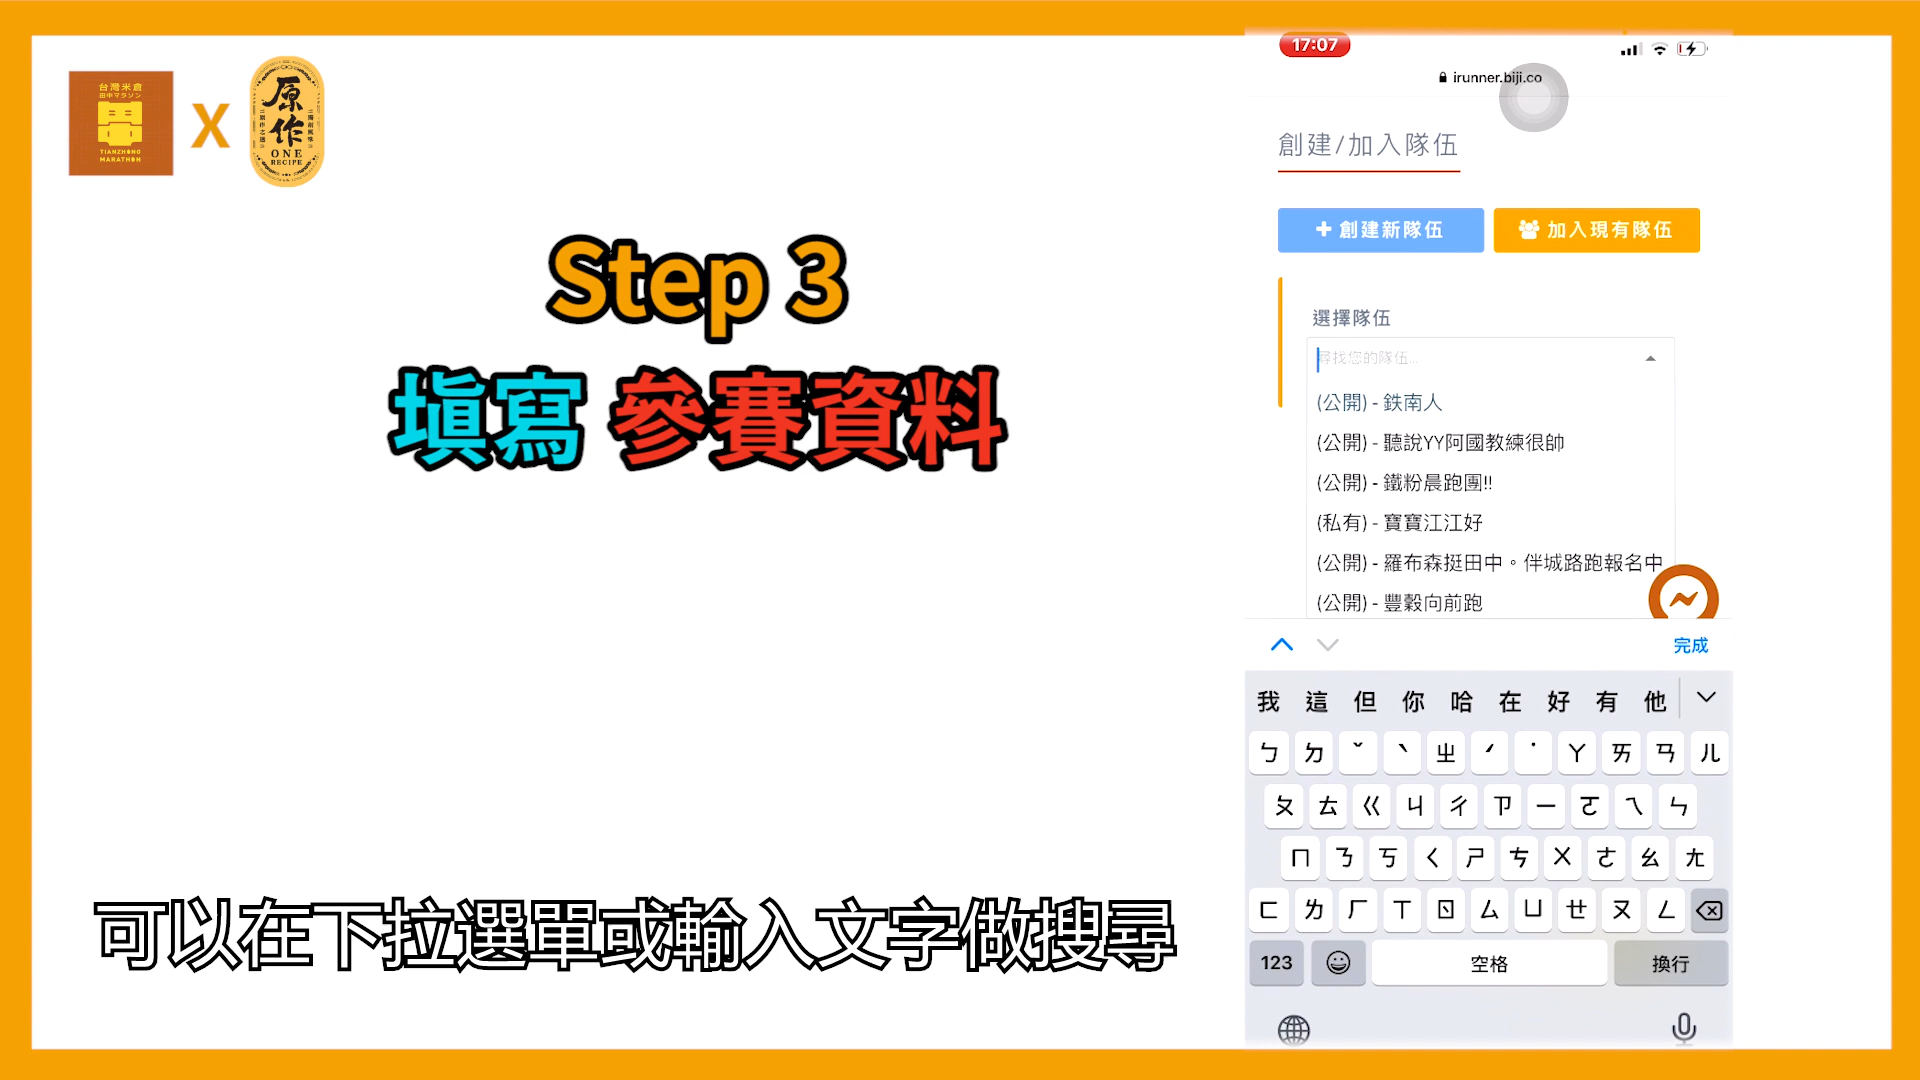 台灣米倉
田中マラソン
TIANZHONG
MARATHON
X
原作
ONE
RECIPE
Step 3
填寫 參賽資料
可以在下拉選單或輸入文字做搜尋
17:07
irunner.biji.co
創建/加入隊伍
創建新隊伍
加入現有隊伍
選擇隊伍
尋找您的隊伍...
(公開) - 鉄南人
(公開) - 聽說YY阿國教練很帥
(公開) - 鐵粉晨跑團!!
(私有) - 寶寶江江好
(公開) - 羅布森挺田中。伴城路跑報名中
(公開) - 豐穀向前跑
完成
我 這 但 你 哈 在 好 有 他
ㄅ ㄉ ˇ ˋ ㄓ ˊ ˙ ㄚ ㄞ ㄢ ㄦ
ㄆ ㄊ ㄍ ㄐ ㄔ ㄗ ㄧ ㄛ ㄟ ㄣ
ㄇ ㄋ ㄎ ㄑ ㄕ ㄘ ㄨ ㄜ ㄠ ㄤ
ㄈ ㄌ ㄏ ㄒ ㄖ ㄙ ㄩ ㄝ ㄡ ㄥ
123 空格 換行